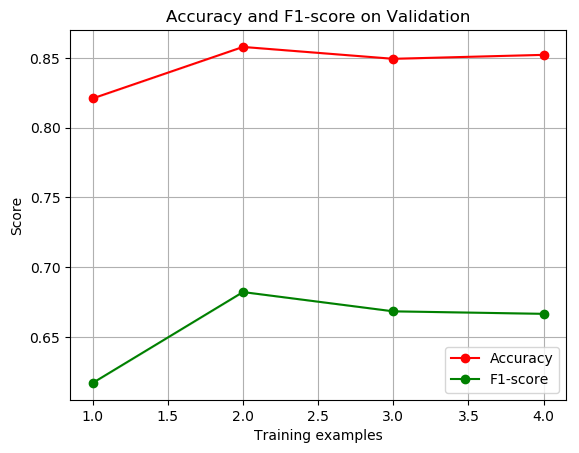 Accuracy and F1-score on Validation
Score
0.85
0.80
0.75
0.70
0.65
Accuracy
F1-score
1.0 1.5 2.0 2.5 3.0 3.5 4.0
Training examples